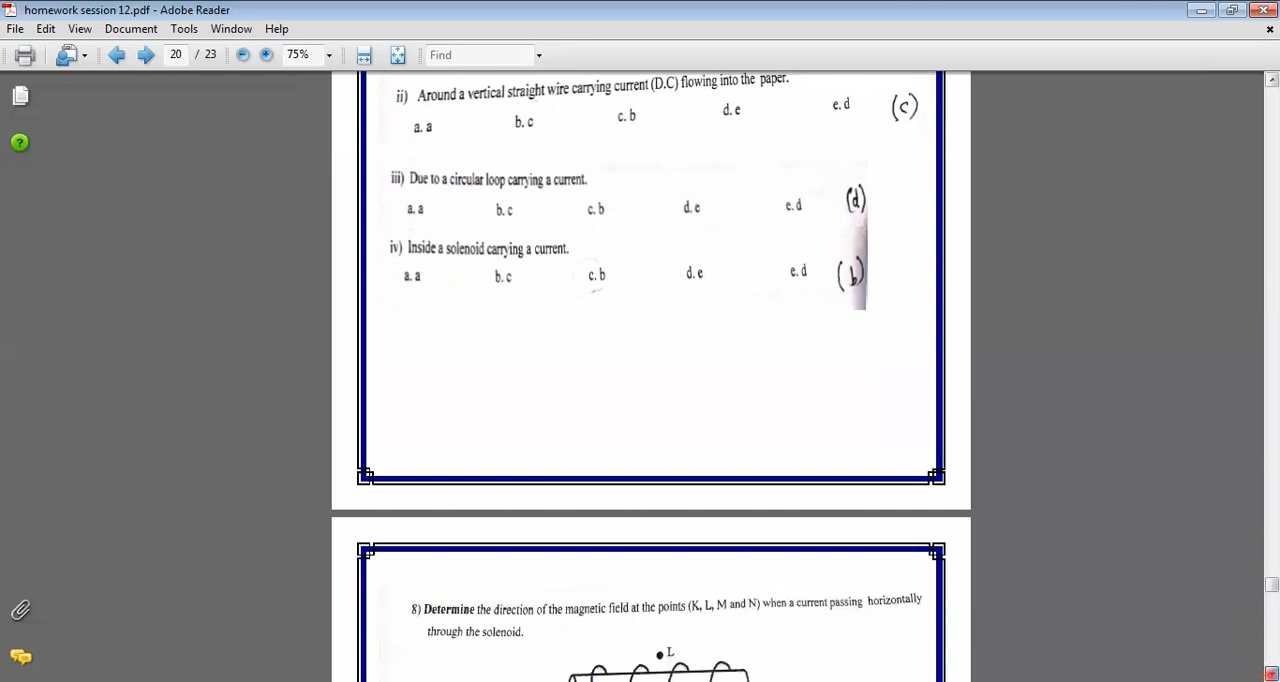 homework session 12.pdf - Adobe Reader
File Edit View Document Tools Window Help
20 / 23 75% Find
ii) Around a vertical straight wire carrying current (D.C) flowing into the paper.
a. a b. c c. b d. e e. d (c)
iii) Due to a circular loop carrying a current.
a. a b. c c. b d. e e. d (d)
iv) Inside a solenoid carrying a current.
a. a b. c c. b d. e e. d (b)
8) Determine the direction of the magnetic field at the points (K, L, M and N) when a current passing horizontally
through the solenoid.
L